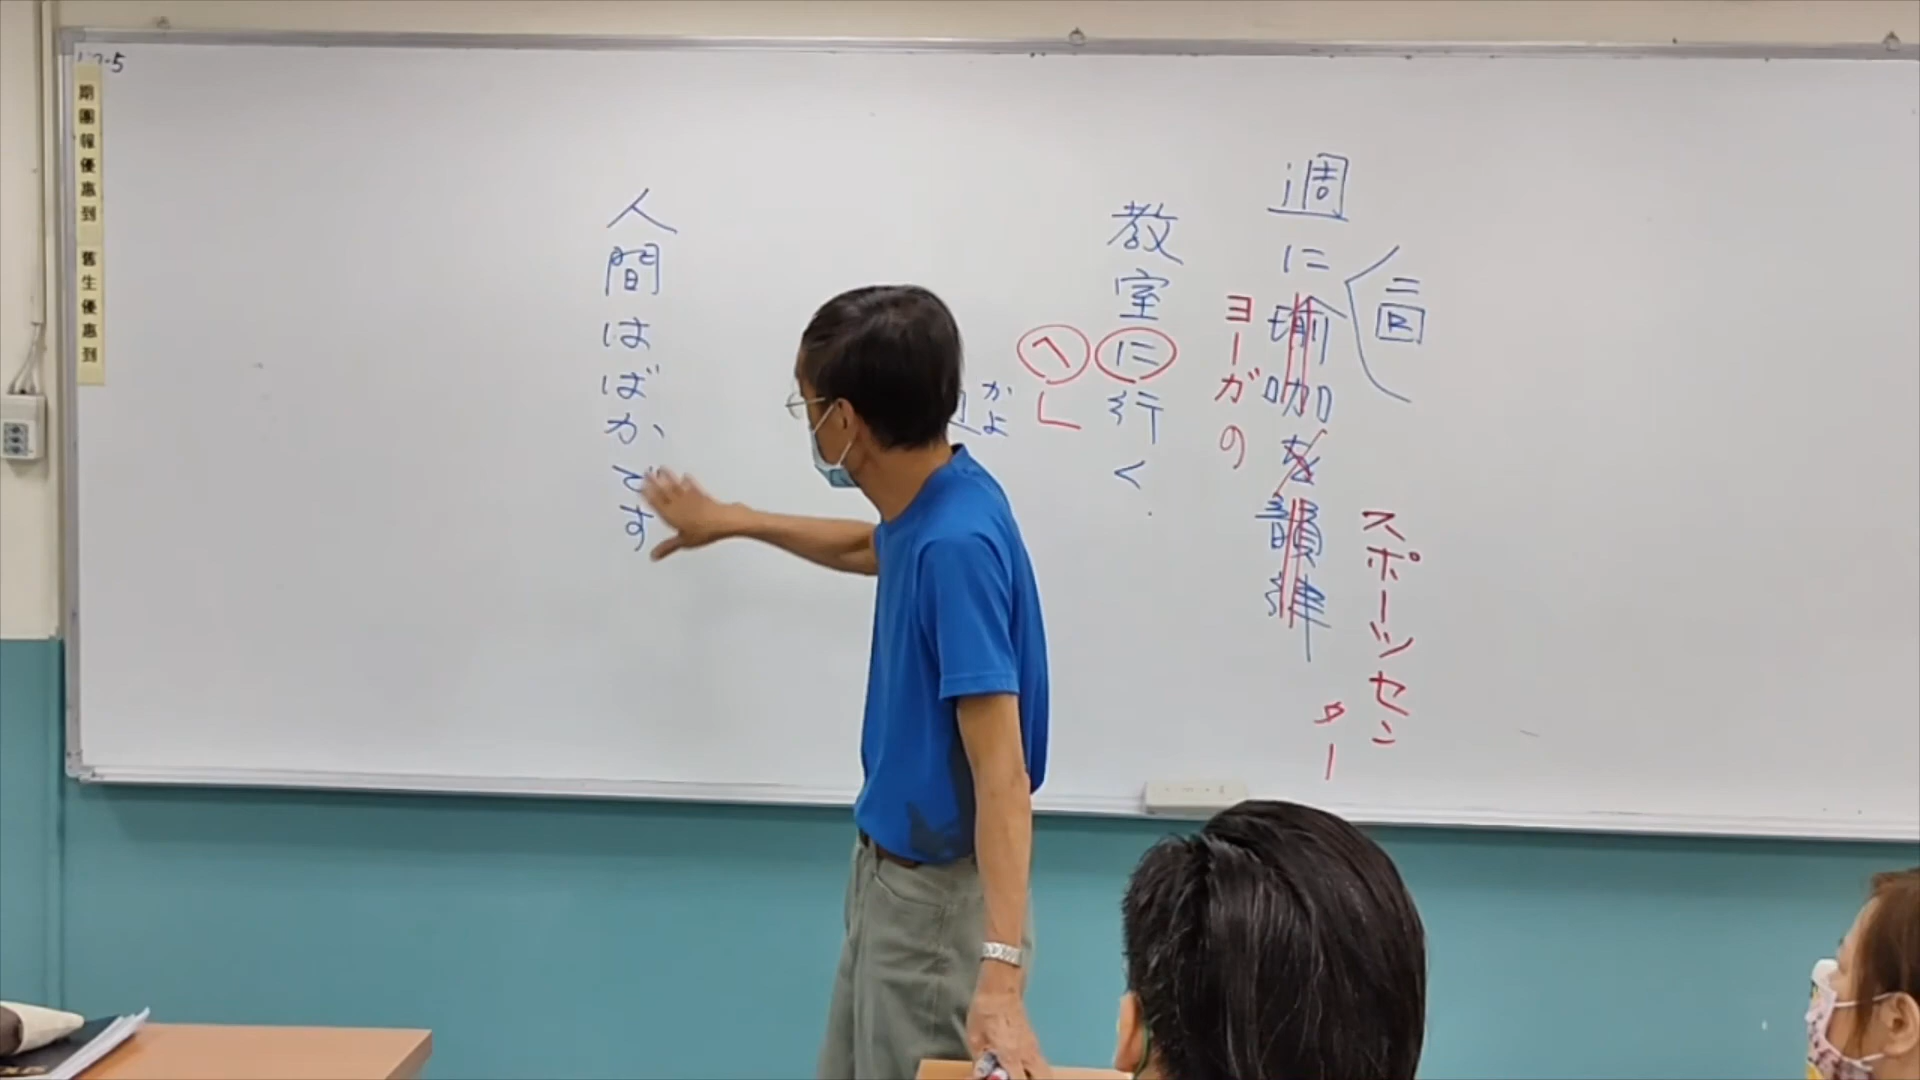 週に瑜咖を韻律
二回
スポーツセン
ター
ヨーガの
教室に行く
へ
かよ
人間はばかです
期團報優惠到
舊生優惠到